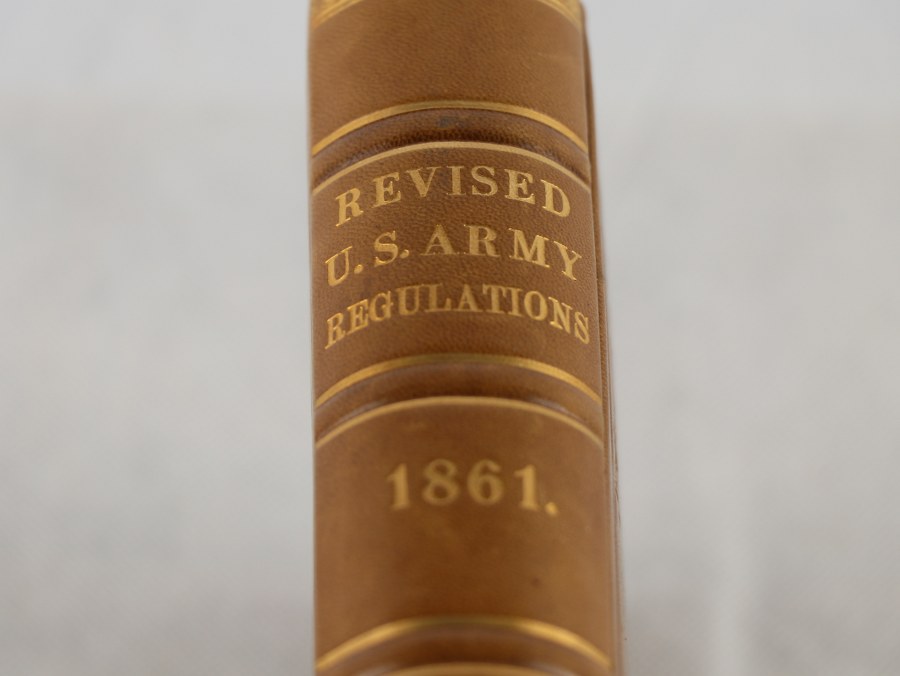 REVISED
U.S. ARMY
REGULATIONS
1861.